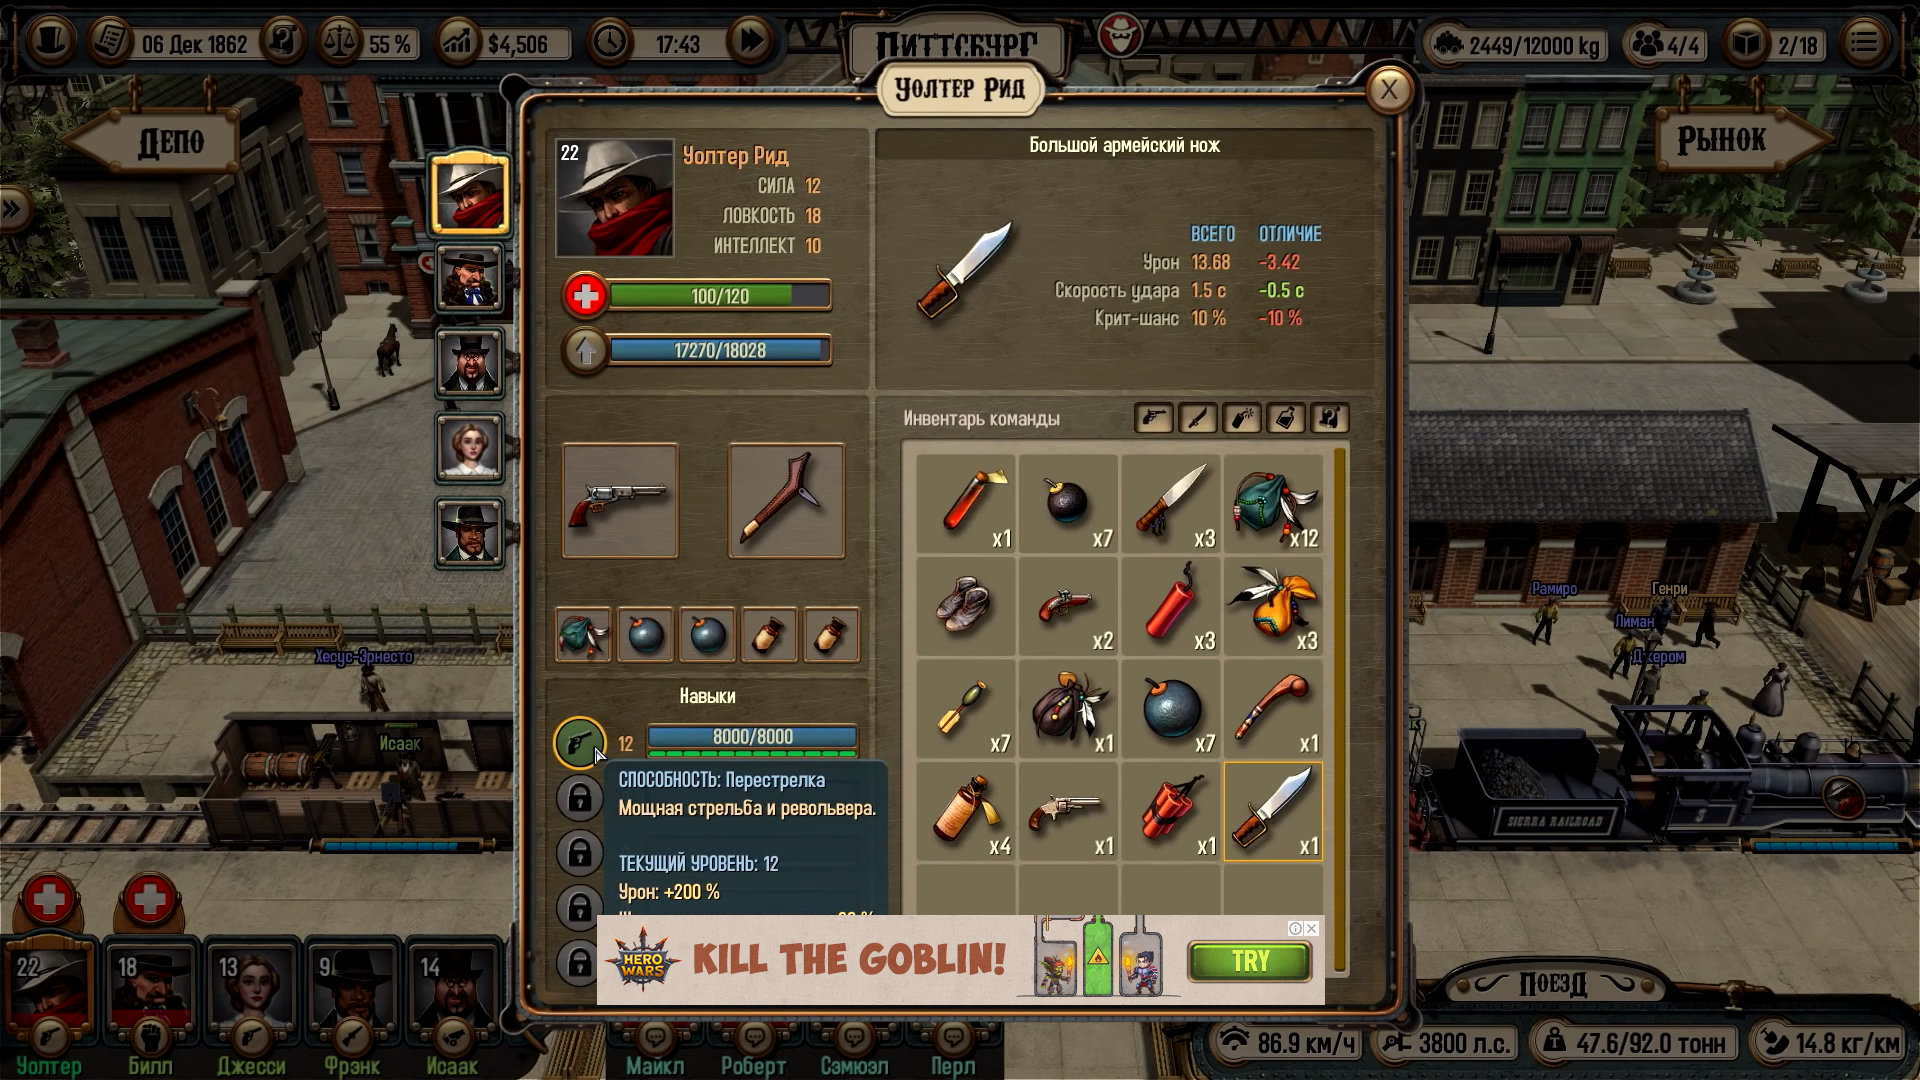 06 Дек 1862
55 %
$4,506
17:43
Питтсбург
2449/12000 kg
4/4
2/18
Депо
Рынок
Уолтер Рид
X
22
Уолтер Рид
СИЛА 12
ЛОВКОСТЬ 18
ИНТЕЛЛЕКТ 10
100/120
17270/18028
Большой армейский нож
ВСЕГО ОТЛИЧИЕ
Урон 13.68 -3.42
Скорость удара 1.5 с -0.5 с
Крит-шанс 10 % -10 %
Инвентарь команды
x1
x7
x3
x12
x2
x3
x3
x7
x1
x7
x1
x4
x1
x1
x1
Навыки
12
8000/8000
СПОСОБНОСТЬ: Перестрелка
Мощная стрельба и револьвера.
ТЕКУЩИЙ УРОВЕНЬ: 12
Урон: +200 %
Хесус-Эрнесто
Исаак
Рамиро
Генри
Лиман
Джером
SIERRA RAILROAD
HERO WARS
KILL THE GOBLIN!
TRY
22
18
13
9
14
Уолтер
Билл
Джесси
Фрэнк
Исаак
Майкл
Роберт
Сэмюэл
Перл
Поезд
86.9 км/ч
3800 л.с.
47.6/92.0 тонн
14.8 кг/км